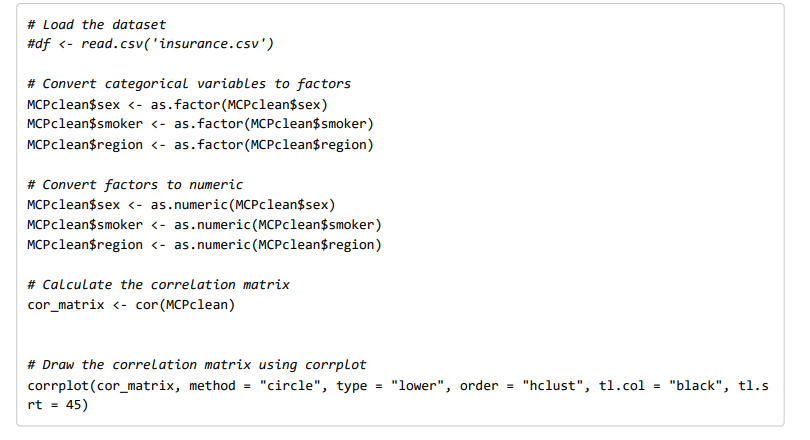 # Load the dataset
#df <- read.csv('insurance.csv')
# Convert categorical variables to factors
MCPclean$sex <- as.factor(MCPclean$sex)
MCPclean$smoker <- as.factor(MCPclean$smoker)
MCPclean$region <- as.factor(MCPclean$region)
# Convert factors to numeric
MCPclean$sex <- as.numeric(MCPclean$sex)
MCPclean$smoker <- as.numeric(MCPclean$smoker)
MCPclean$region <- as.numeric(MCPclean$region)
# Calculate the correlation matrix
cor_matrix <- cor(MCPclean)
# Draw the correlation matrix using corrplot
corrplot(cor_matrix, method = "circle", type = "lower", order = "hclust", tl.col = "black", tl.s
rt = 45)